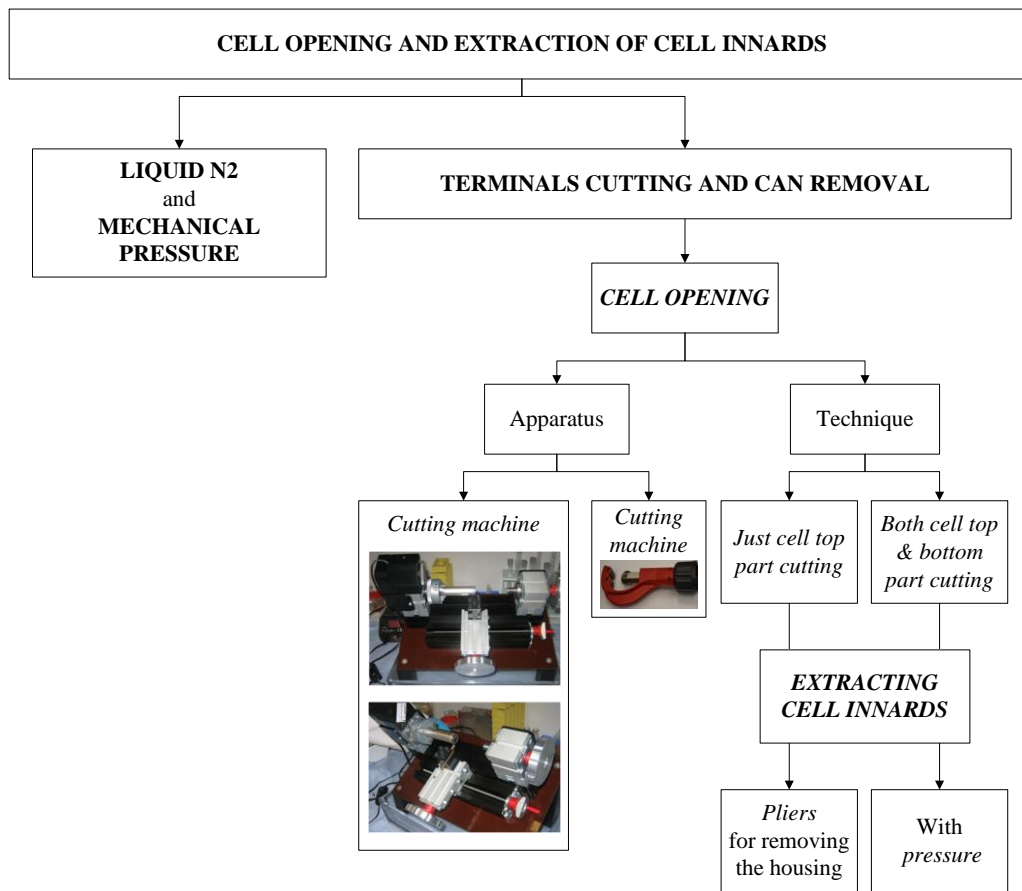 CELL OPENING AND EXTRACTION OF CELL INNARDS
LIQUID N2
and
MECHANICAL
PRESSURE
TERMINALS CUTTING AND CAN REMOVAL
CELL OPENING
Apparatus
Technique
Cutting machine
Cutting
machine
Just cell top
part cutting
Both cell top
& bottom
part cutting
EXTRACTING
CELL INNARDS
Pliers
for removing
the housing
With
pressure